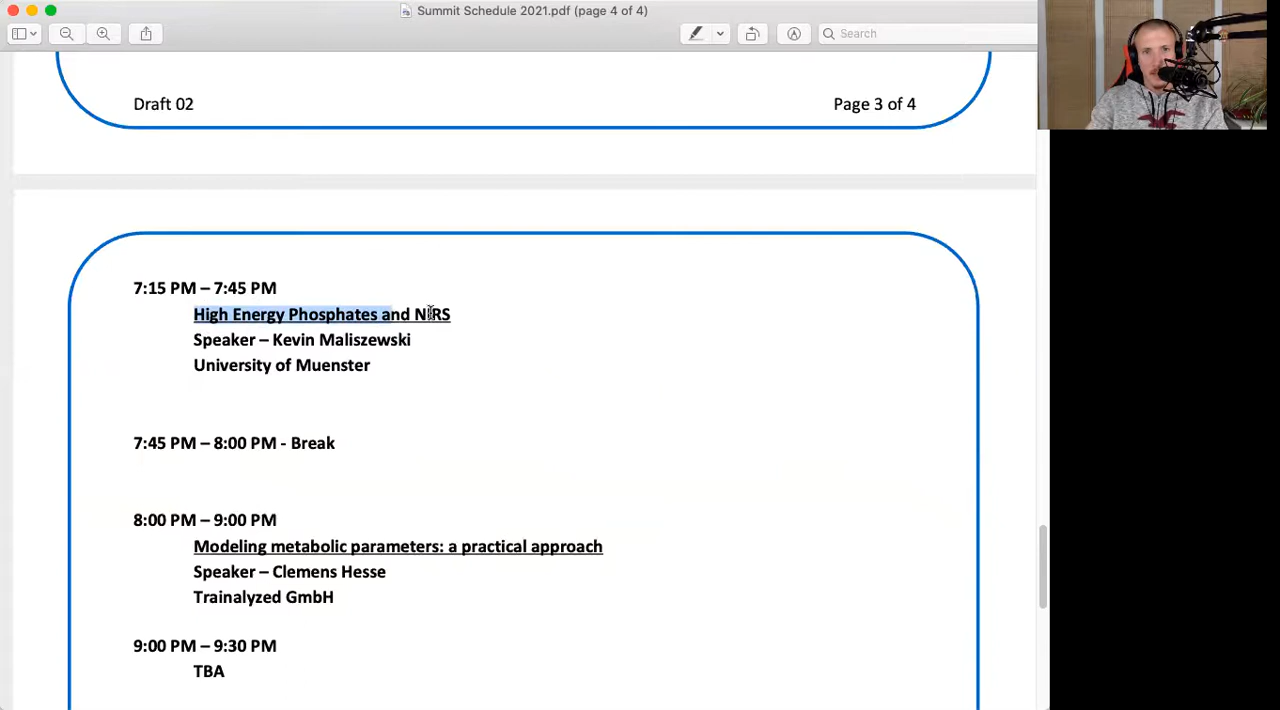 Summit Schedule 2021.pdf (page 4 of 4)
Search
Draft 02
Page 3 of 4
7:15 PM – 7:45 PM
High Energy Phosphates and NIRS
Speaker – Kevin Maliszewski
University of Muenster
7:45 PM – 8:00 PM - Break
8:00 PM – 9:00 PM
Modeling metabolic parameters: a practical approach
Speaker – Clemens Hesse
Trainalyzed GmbH
9:00 PM – 9:30 PM
TBA